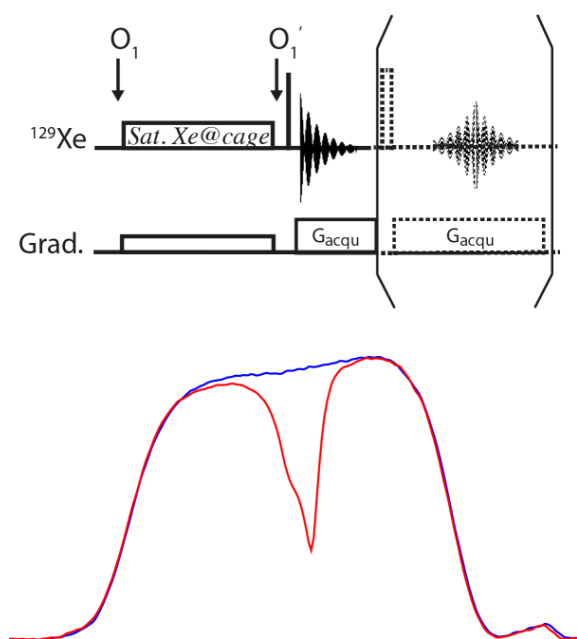 O₁ O₁′
¹²⁹Xe Sat. Xe@cage
Grad. Gacqu Gacqu